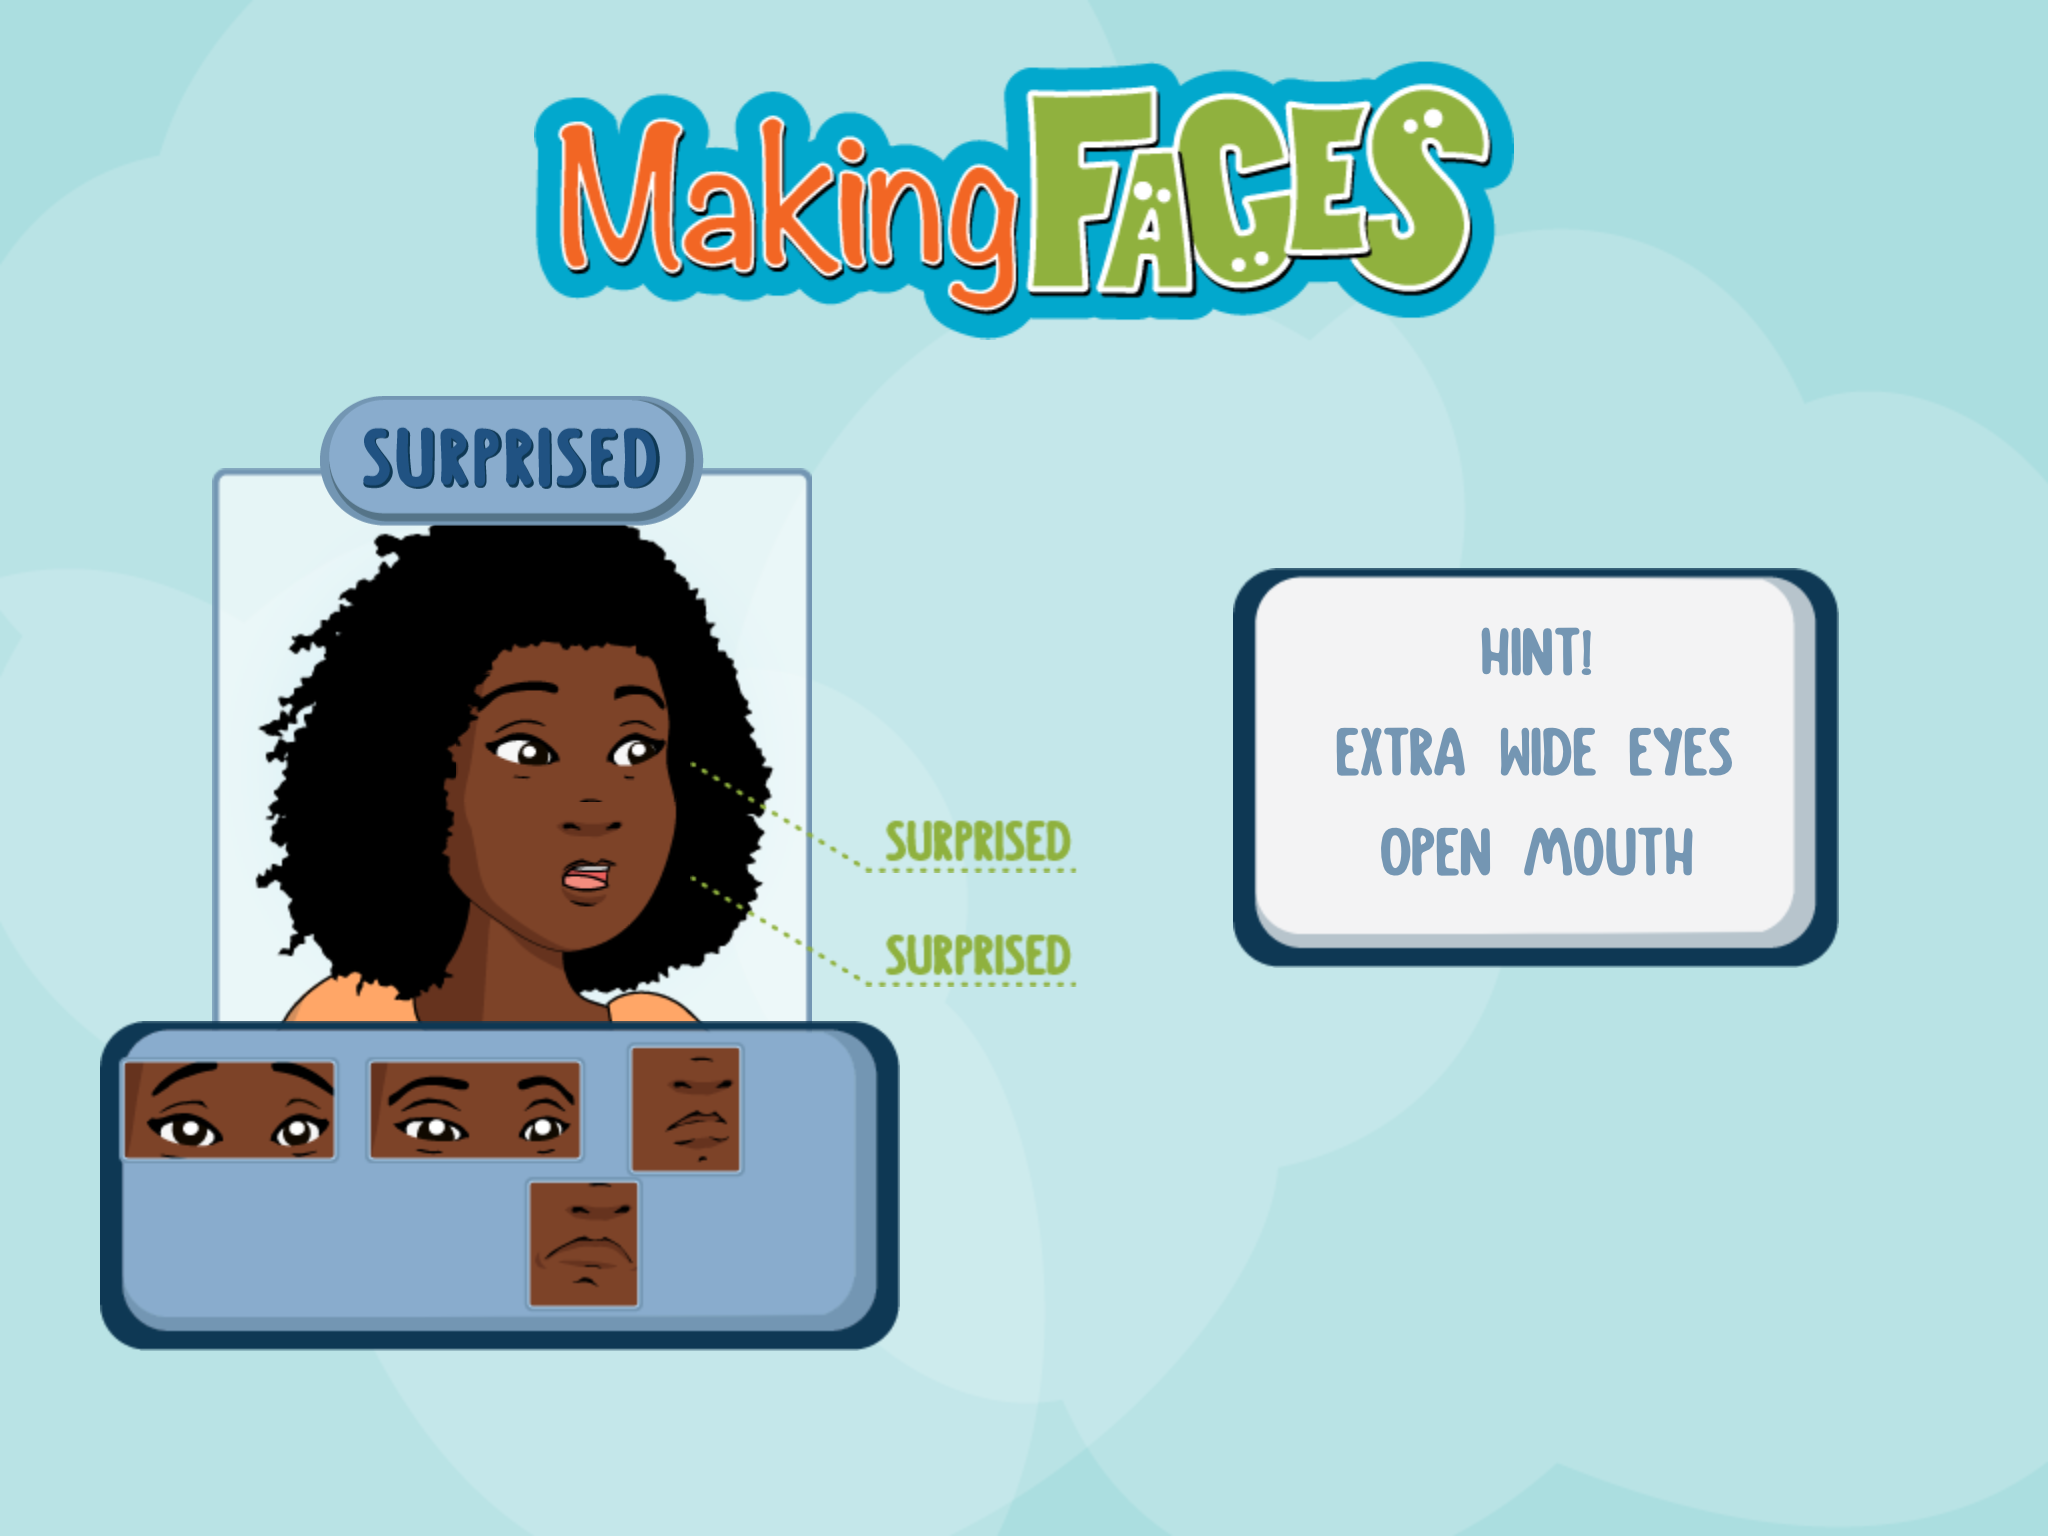 Making FACES
SURPRISED
SURPRISED
SURPRISED
HINT!
EXTRA WIDE EYES
OPEN MOUTH